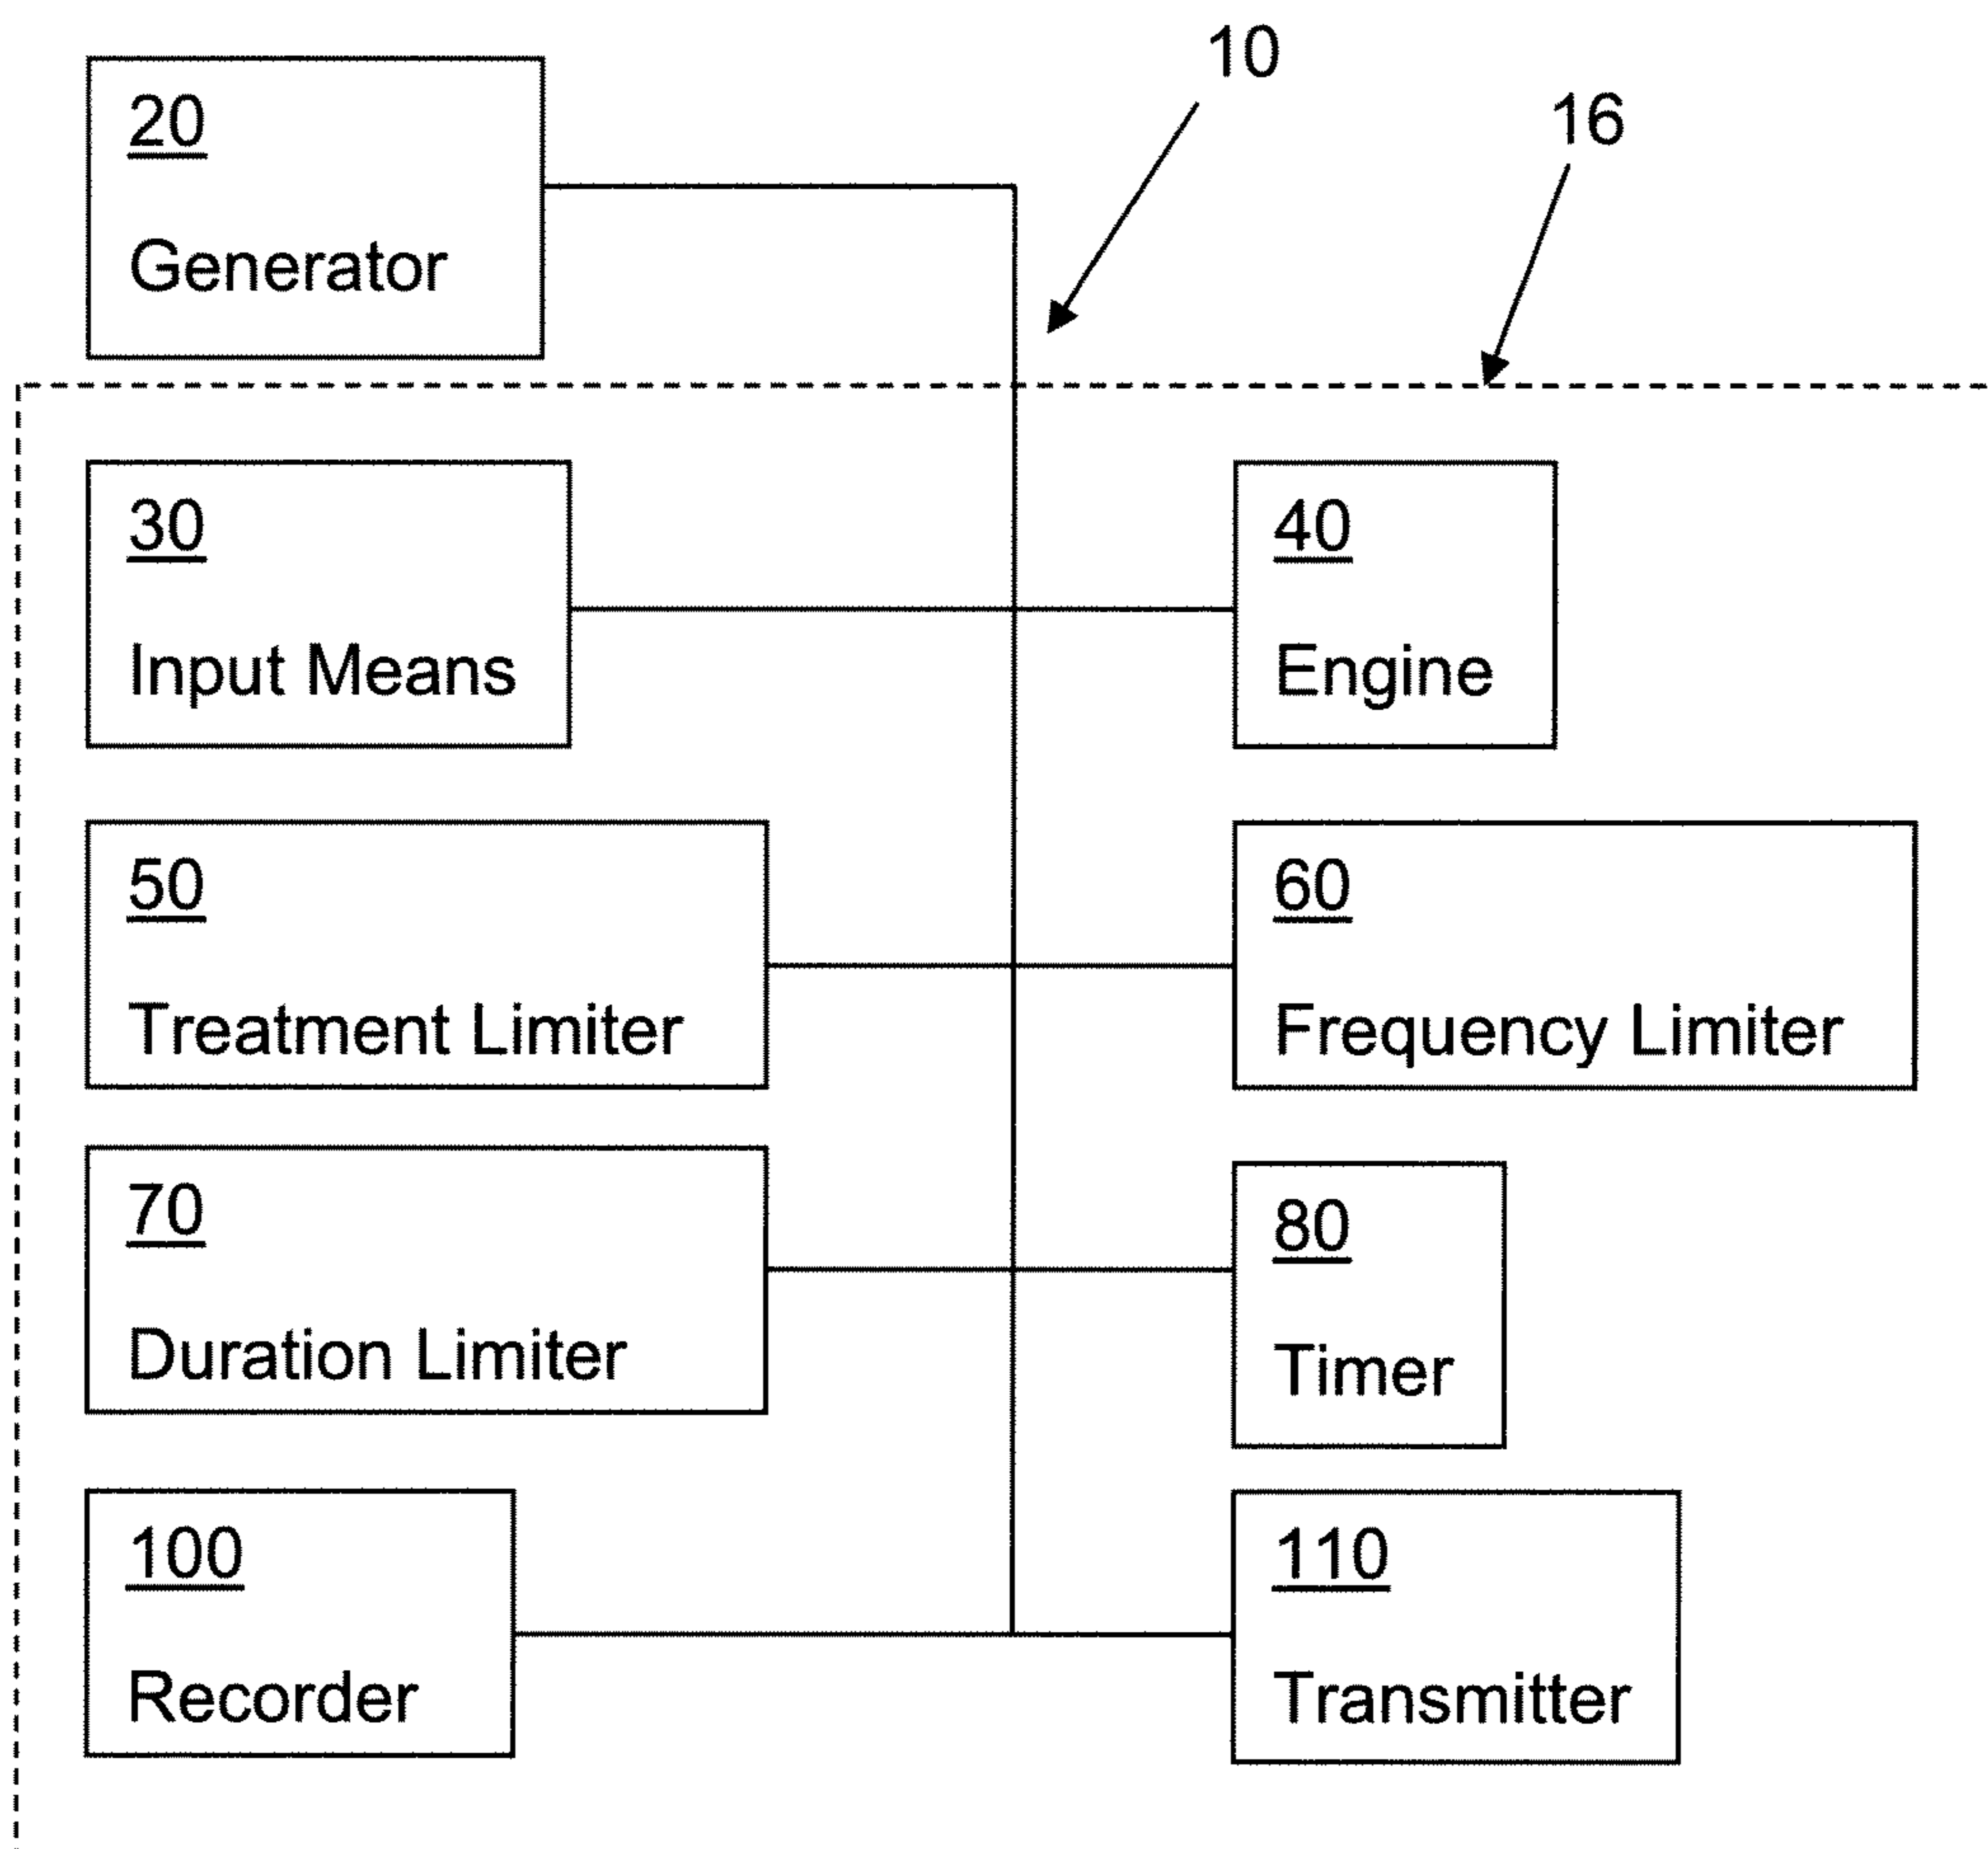 10
16
20
Generator
30
Input Means
40
Engine
50
Treatment Limiter
60
Frequency Limiter
70
Duration Limiter
80
Timer
100
Recorder
110
Transmitter